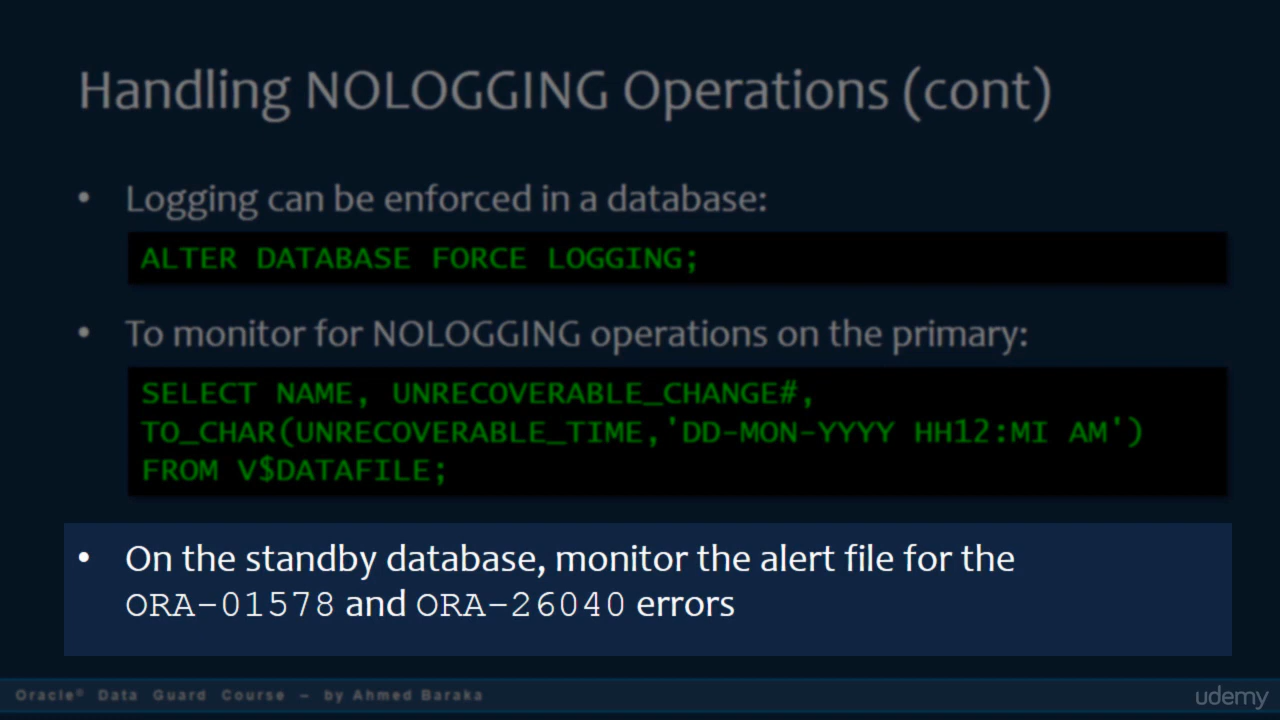 Handling NOLOGGING Operations (cont)
• Logging can be enforced in a database:
ALTER DATABASE FORCE LOGGING;
• To monitor for NOLOGGING operations on the primary:
SELECT NAME, UNRECOVERABLE_CHANGE#,
TO_CHAR(UNRECOVERABLE_TIME,'DD-MON-YYYY HH12:MI AM')
FROM V$DATAFILE;
• On the standby database, monitor the alert file for the
ORA-01578 and ORA-26040 errors
Oracle® Data Guard Course – by Ahmed Baraka
udemy